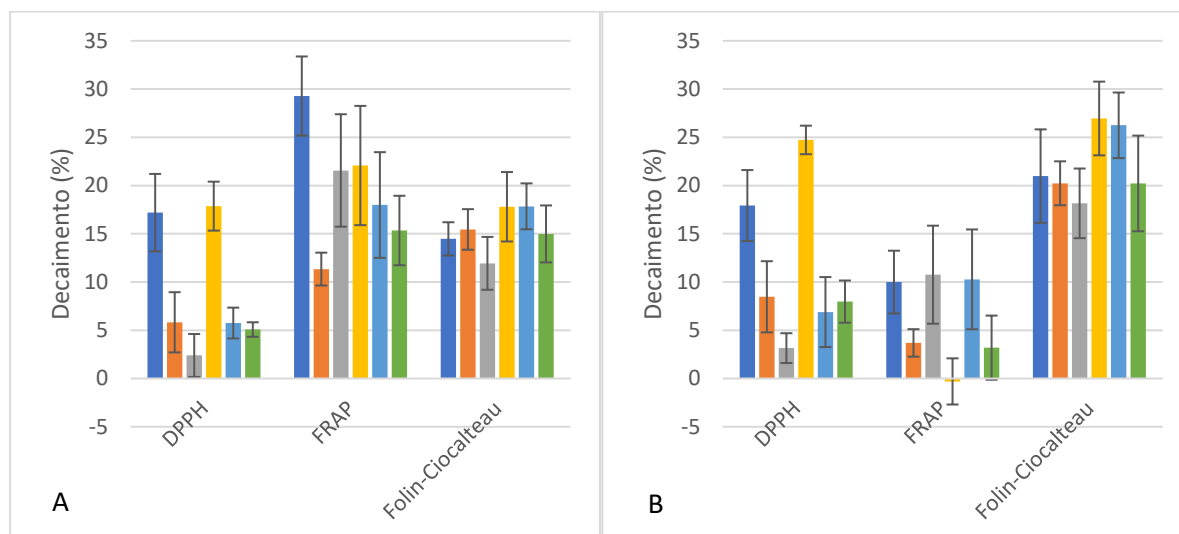 Decaimento (%)
35
30
25
20
15
10
5
0
-5
DPPH
FRAP
Folin-Ciocalteau
A
Decaimento (%)
35
30
25
20
15
10
5
0
-5
DPPH
FRAP
Folin-Ciocalteau
B